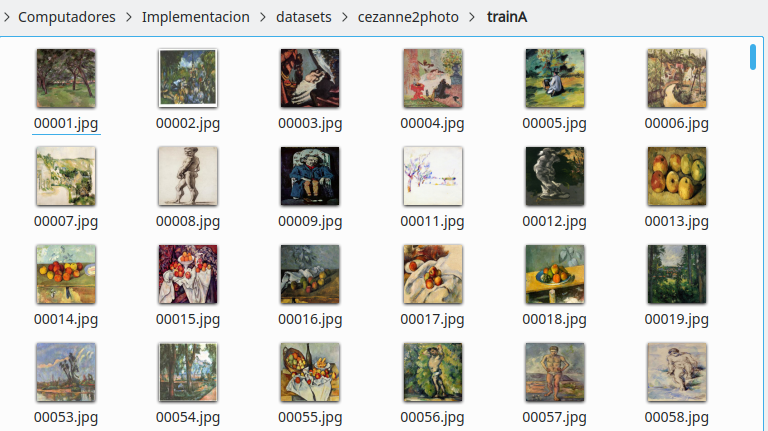 Computadores Implementacion datasets cezanne2photo trainA
00001.jpg 00002.jpg 00003.jpg 00004.jpg 00005.jpg 00006.jpg
00007.jpg 00008.jpg 00009.jpg 00011.jpg 00012.jpg 00013.jpg
00014.jpg 00015.jpg 00016.jpg 00017.jpg 00018.jpg 00019.jpg
00053.jpg 00054.jpg 00055.jpg 00056.jpg 00057.jpg 00058.jpg